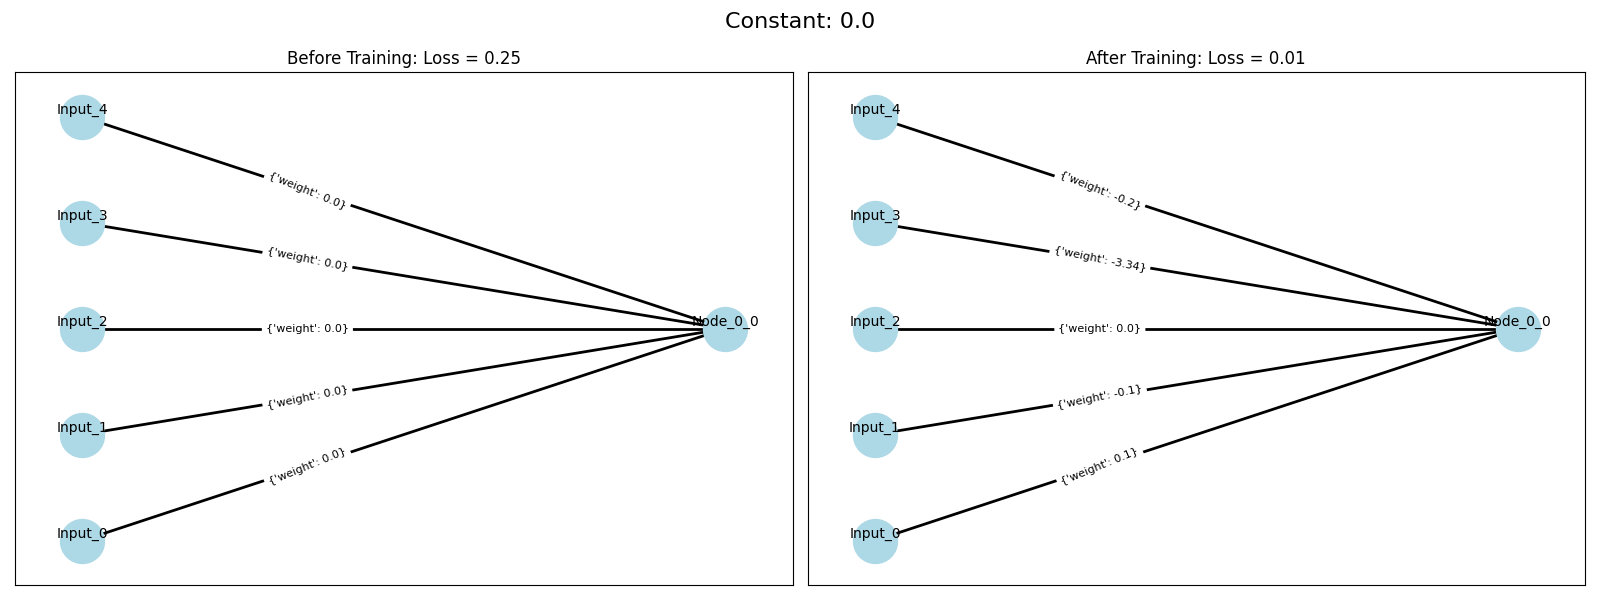 Constant: 0.0
Before Training: Loss = 0.25
Input_4
{'weight': 0.0}
Input_3
{'weight': 0.0}
Input_2
{'weight': 0.0}
Node_0_0
Input_1
{'weight': 0.0}
Input_0
{'weight': 0.0}
After Training: Loss = 0.01
Input_4
{'weight': -0.2}
Input_3
{'weight': -3.34}
Input_2
{'weight': 0.0}
Node_0_0
Input_1
{'weight': -0.1}
Input_0
{'weight': 0.1}